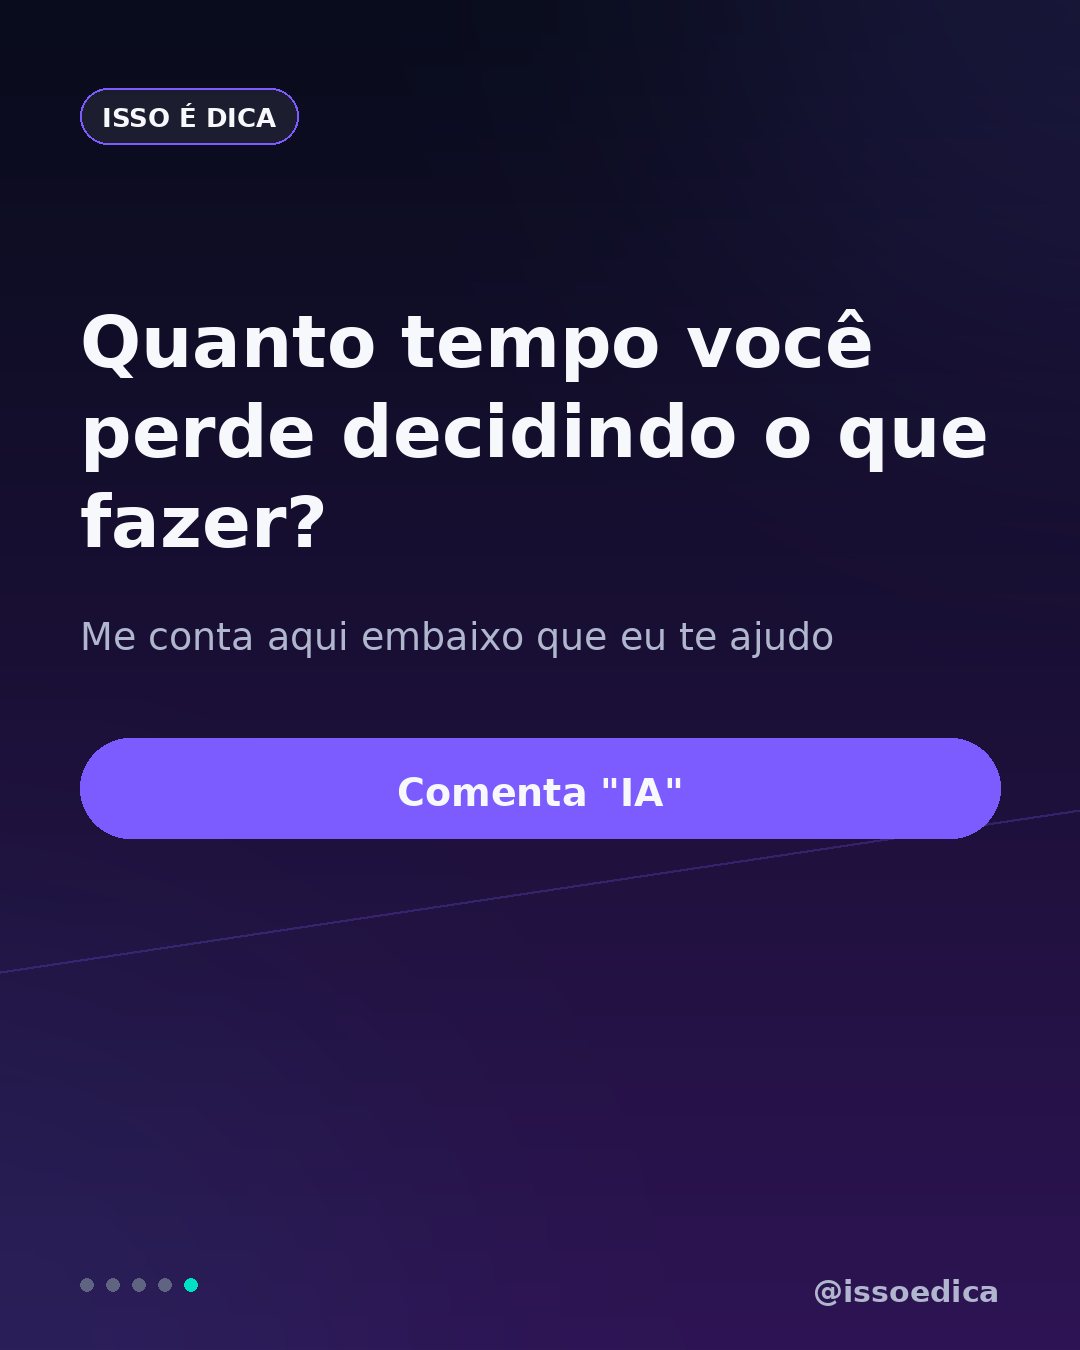 ISSO É DICA
Quanto tempo você
perde decidindo o que
fazer?
Me conta aqui embaixo que eu te ajudo
Comenta "IA"
@issoedica